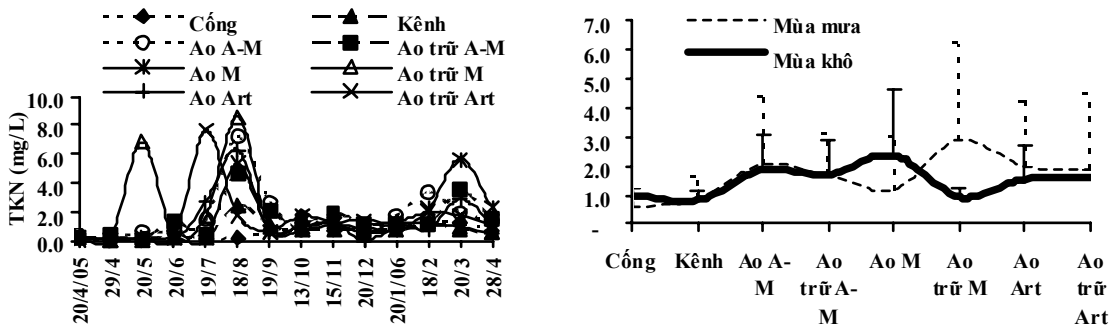 Cống
Kênh
Ao A-M
Ao trữ A-M
Ao M
Ao trữ M
Ao Art
Ao trữ Art
TKN (mg/L)
10.0
8.0
6.0
4.0
2.0
0.0
20/4/05
29/4
20/5
20/6
19/7
18/8
19/9
13/10
15/11
20/12
20/1/06
18/2
20/3
28/4
Mùa mưa
Mùa khô
7.0
6.0
5.0
4.0
3.0
2.0
1.0
-
Cống
Kênh
Ao A-
M
Ao
trữ A-
M
Ao M
Ao
trữ M
Ao
Art
Ao
trữ
Art